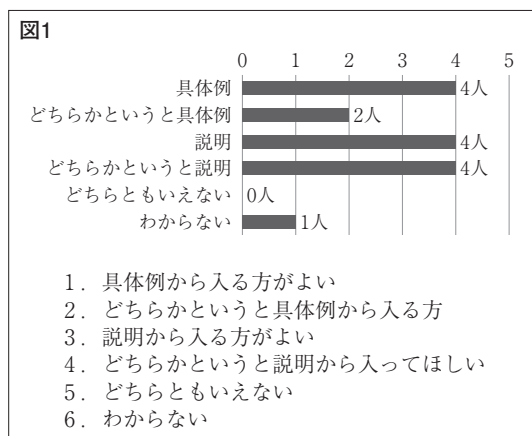 図1
0 1 2 3 4 5
具体例 4人
どちらかというと具体例 2人
説明 4人
どちらかというと説明 4人
どちらともいえない 0人
わからない 1人
1．具体例から入る方がよい
2．どちらかというと具体例から入る方
3．説明から入る方がよい
4．どちらかというと説明から入ってほしい
5．どちらともいえない
6．わからない